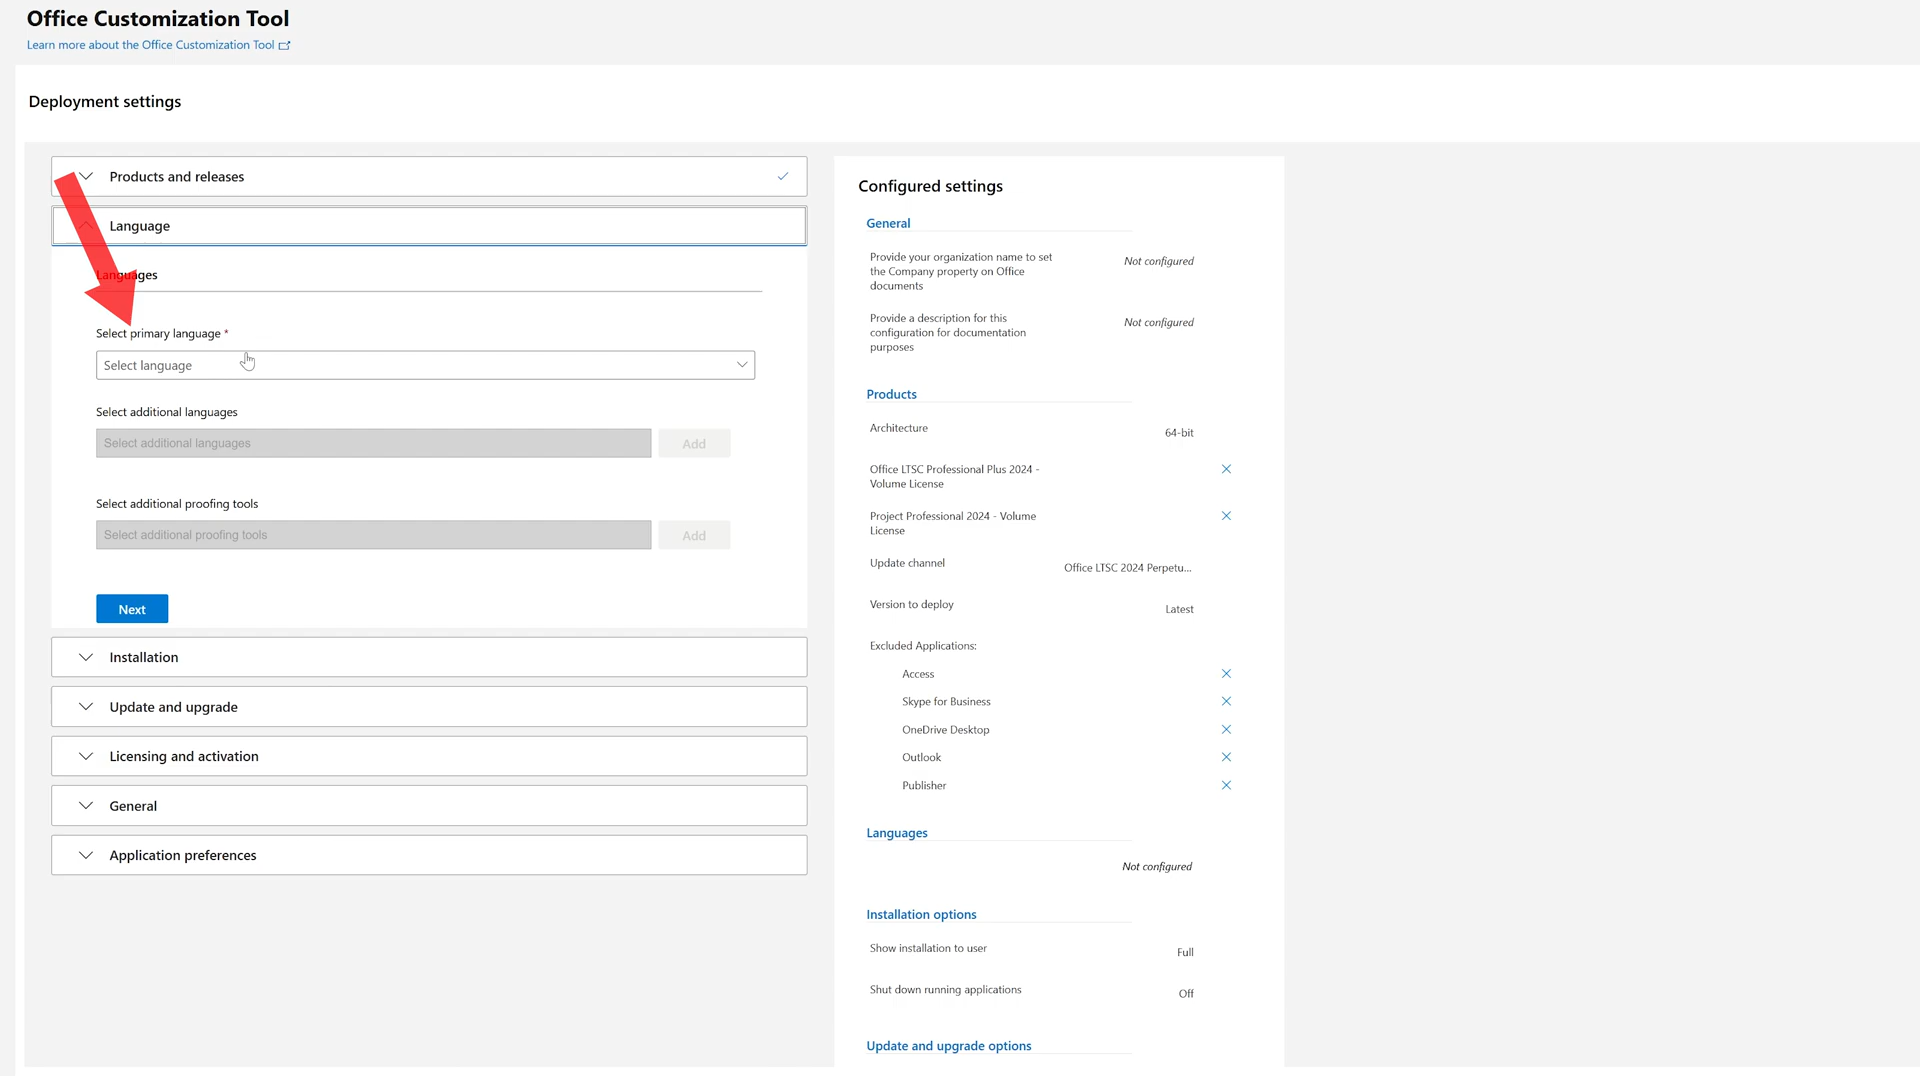 Office Customization Tool
Learn more about the Office Customization Tool
Deployment settings
Products and releases
Language
Languages
Select primary language *
Select language
Select additional languages
Select additional languages
Add
Select additional proofing tools
Select additional proofing tools
Add
Next
Installation
Update and upgrade
Licensing and activation
General
Application preferences
Configured settings
General
Provide your organization name to set
the Company property on Office
documents
Not configured
Provide a description for this
configuration for documentation
purposes
Not configured
Products
Architecture
64-bit
Office LTSC Professional Plus 2024 -
Volume License
Project Professional 2024 - Volume
License
Update channel
Office LTSC 2024 Perpetu...
Version to deploy
Latest
Excluded Applications:
Access
Skype for Business
OneDrive Desktop
Outlook
Publisher
Languages
Not configured
Installation options
Show installation to user
Full
Shut down running applications
Off
Update and upgrade options